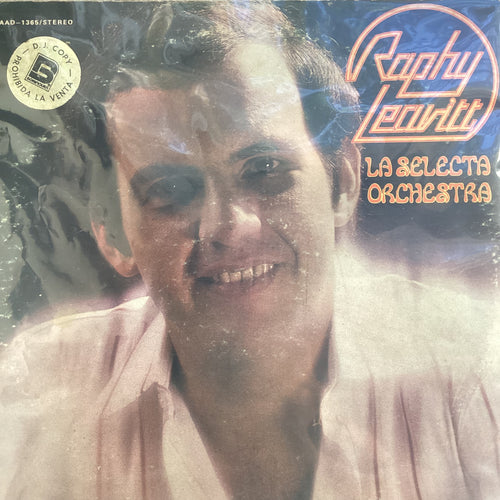 AAD-1365/STEREO
— D.J. COPY —
PROHIBIDA LA VENTA
Raphy
Leavitt
LA SELECTA
ORCHESTRA